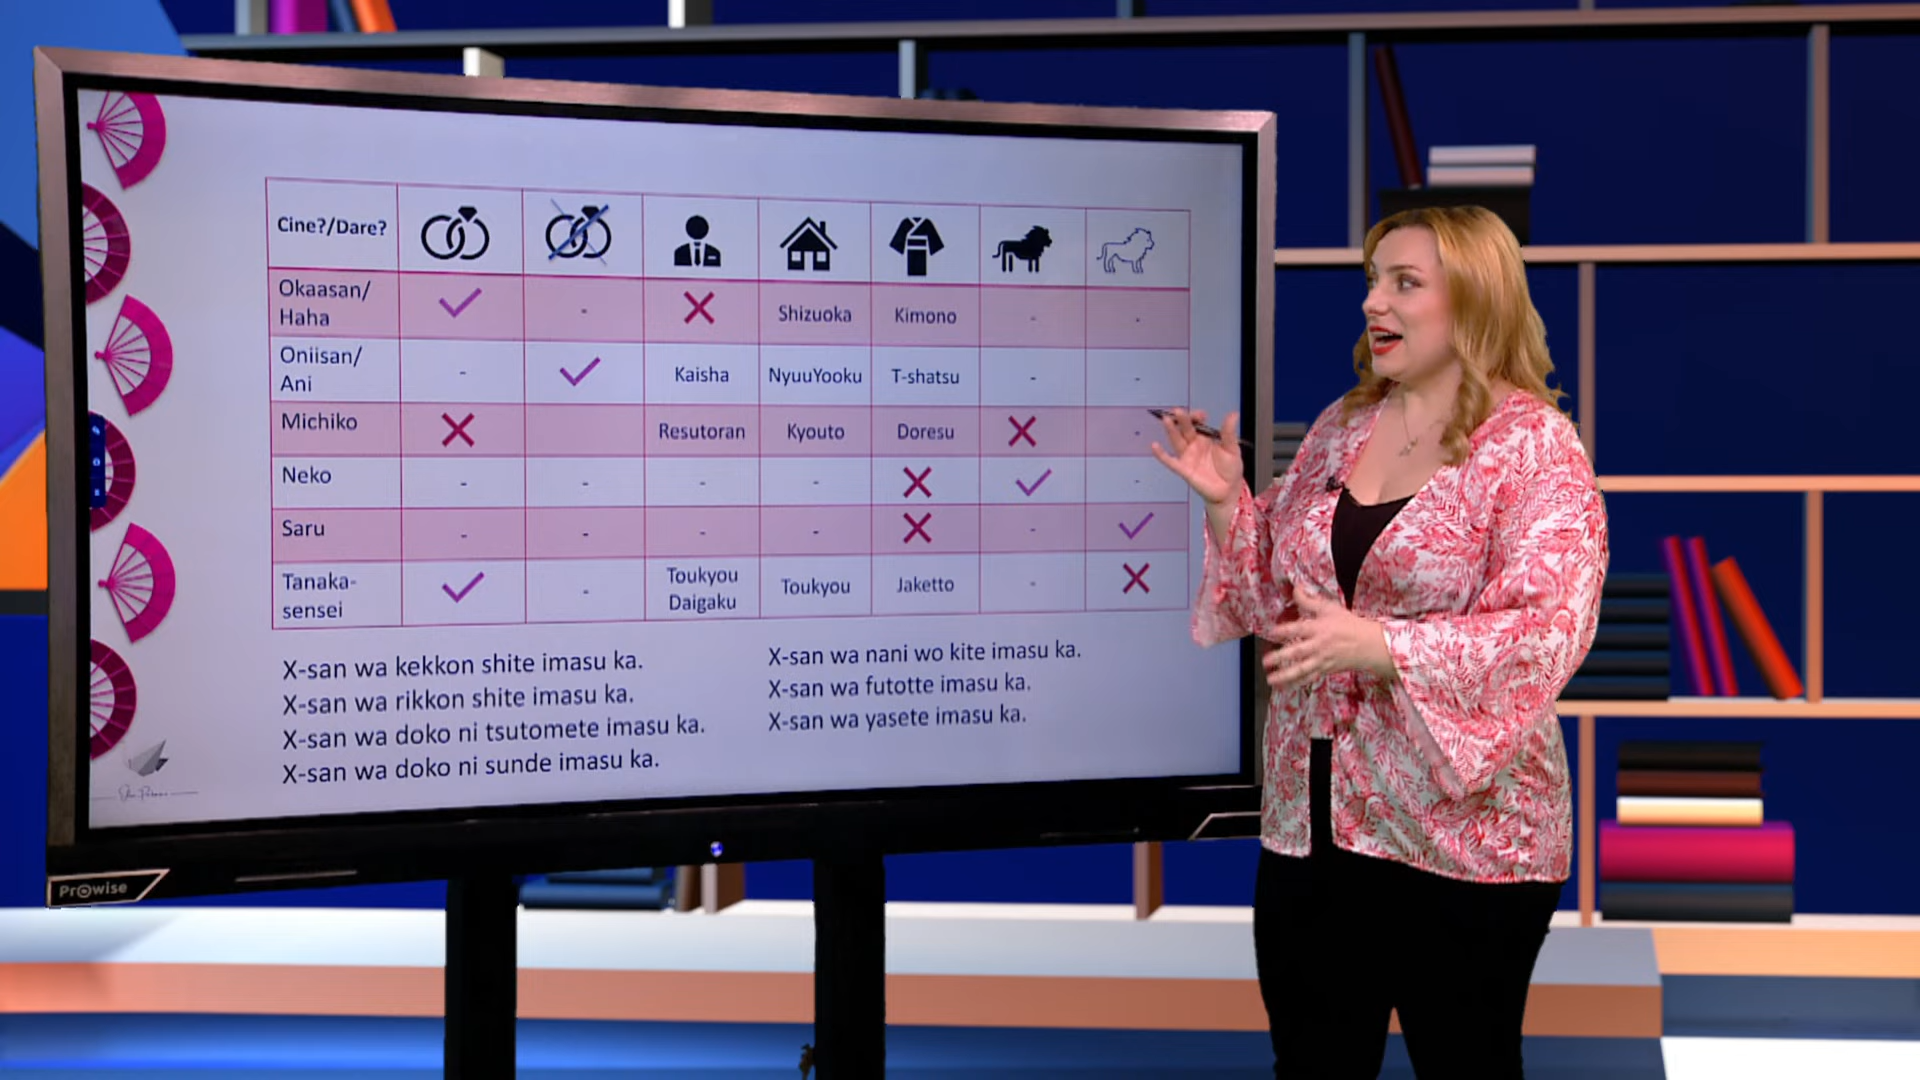 Cine?/Dare?
Okaasan/
Haha
-
Shizuoka
Kimono
-
-
Oniisan/
Ani
-
Kaisha
NyuuYooku
T-shatsu
-
-
Michiko
Resutoran
Kyouto
Doresu
-
Neko
-
-
-
-
-
Saru
-
-
-
-
-
Tanaka-
sensei
-
Toukyou
Daigaku
Toukyou
Jaketto
-
X-san wa kekkon shite imasu ka.
X-san wa rikkon shite imasu ka.
X-san wa doko ni tsutomete imasu ka.
X-san wa doko ni sunde imasu ka.
X-san wa nani wo kite imasu ka.
X-san wa futotte imasu ka.
X-san wa yasete imasu ka.
Prowise